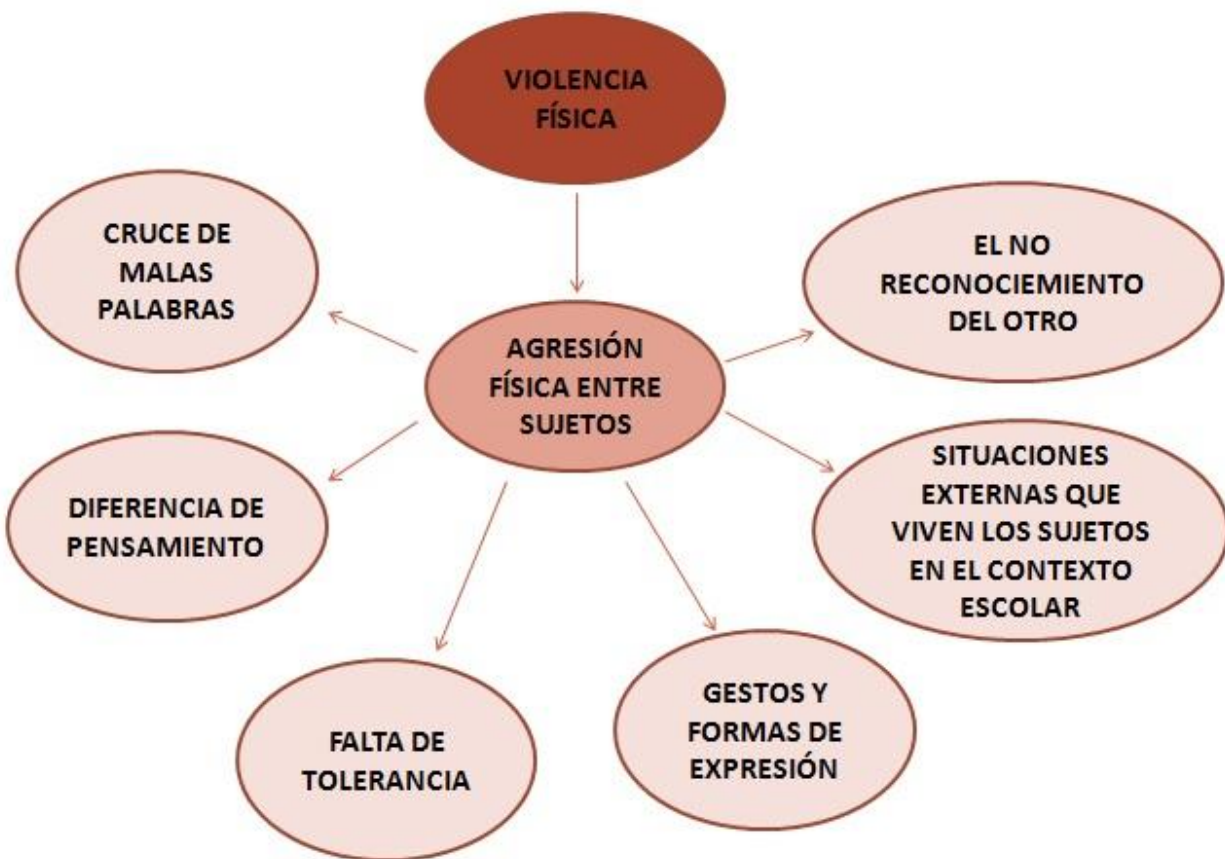 VIOLENCIA
FÍSICA
CRUCE DE
MALAS
PALABRAS
EL NO
RECONOCIEMIENTO
DEL OTRO
AGRESIÓN
FÍSICA ENTRE
SUJETOS
DIFERENCIA DE
PENSAMIENTO
SITUACIONES
EXTERNAS QUE
VIVEN LOS SUJETOS
EN EL CONTEXTO
ESCOLAR
FALTA DE
TOLERANCIA
GESTOS Y
FORMAS DE
EXPRESIÓN